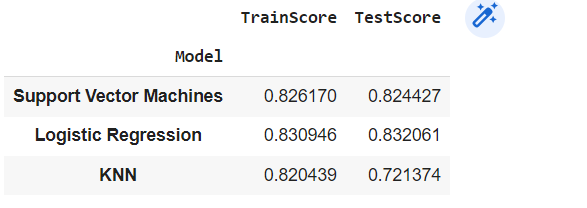 TrainScore TestScore
Model
Support Vector Machines 0.826170 0.824427
Logistic Regression 0.830946 0.832061
KNN 0.820439 0.721374